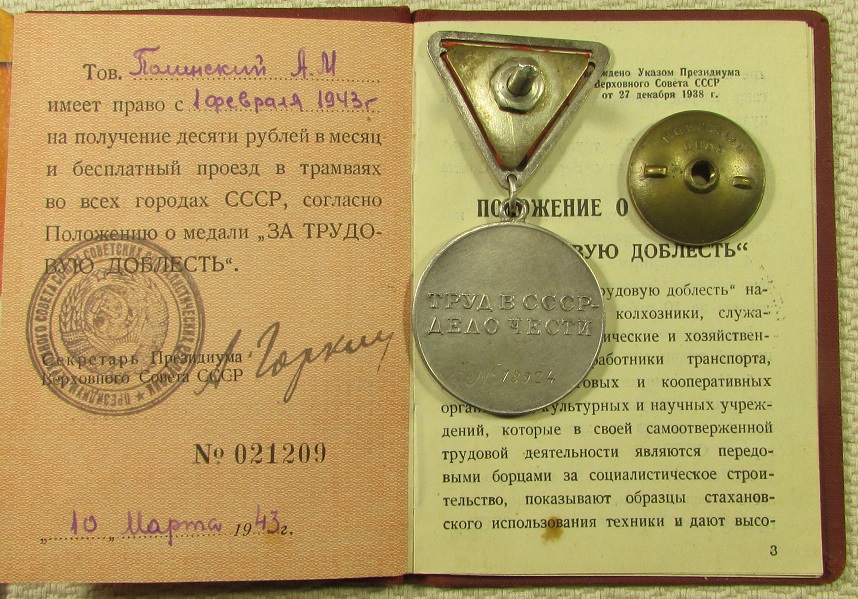 Тов. Полинский А.М
имеет право с 1 февраля 1943 г
на получение десяти рублей в месяц
и бесплатный проезд в трамваях
во всех городах СССР, согласно
Положению о медали „ЗА ТРУДО-
ВУЮ ДОБЛЕСТЬ“.
Секретарь Президиума
Верховного Совета СССР
А Горкин
№ 021209
„10„ Марта 1943 г.
ждено Указом Президиума
Верховного Совета СССР
от 27 декабря 1938 г.
ПОЛОЖЕНИЕ О
ВУЮ ДОБЛЕСТЬ“
рудовую доблесть“ на-
колхозники, служа-
ические и хозяйствен-
работники транспорта,
овых и кооперативных
орган культурных и научных учреж-
дений, которые в своей самоотверженной
трудовой деятельности являются передо-
выми борцами за социалистическое строи-
тельство, показывают образцы стаханов-
ского использования техники и дают высо-
3
ТРУД В СССР-
ДЕЛО ЧЕСТИ